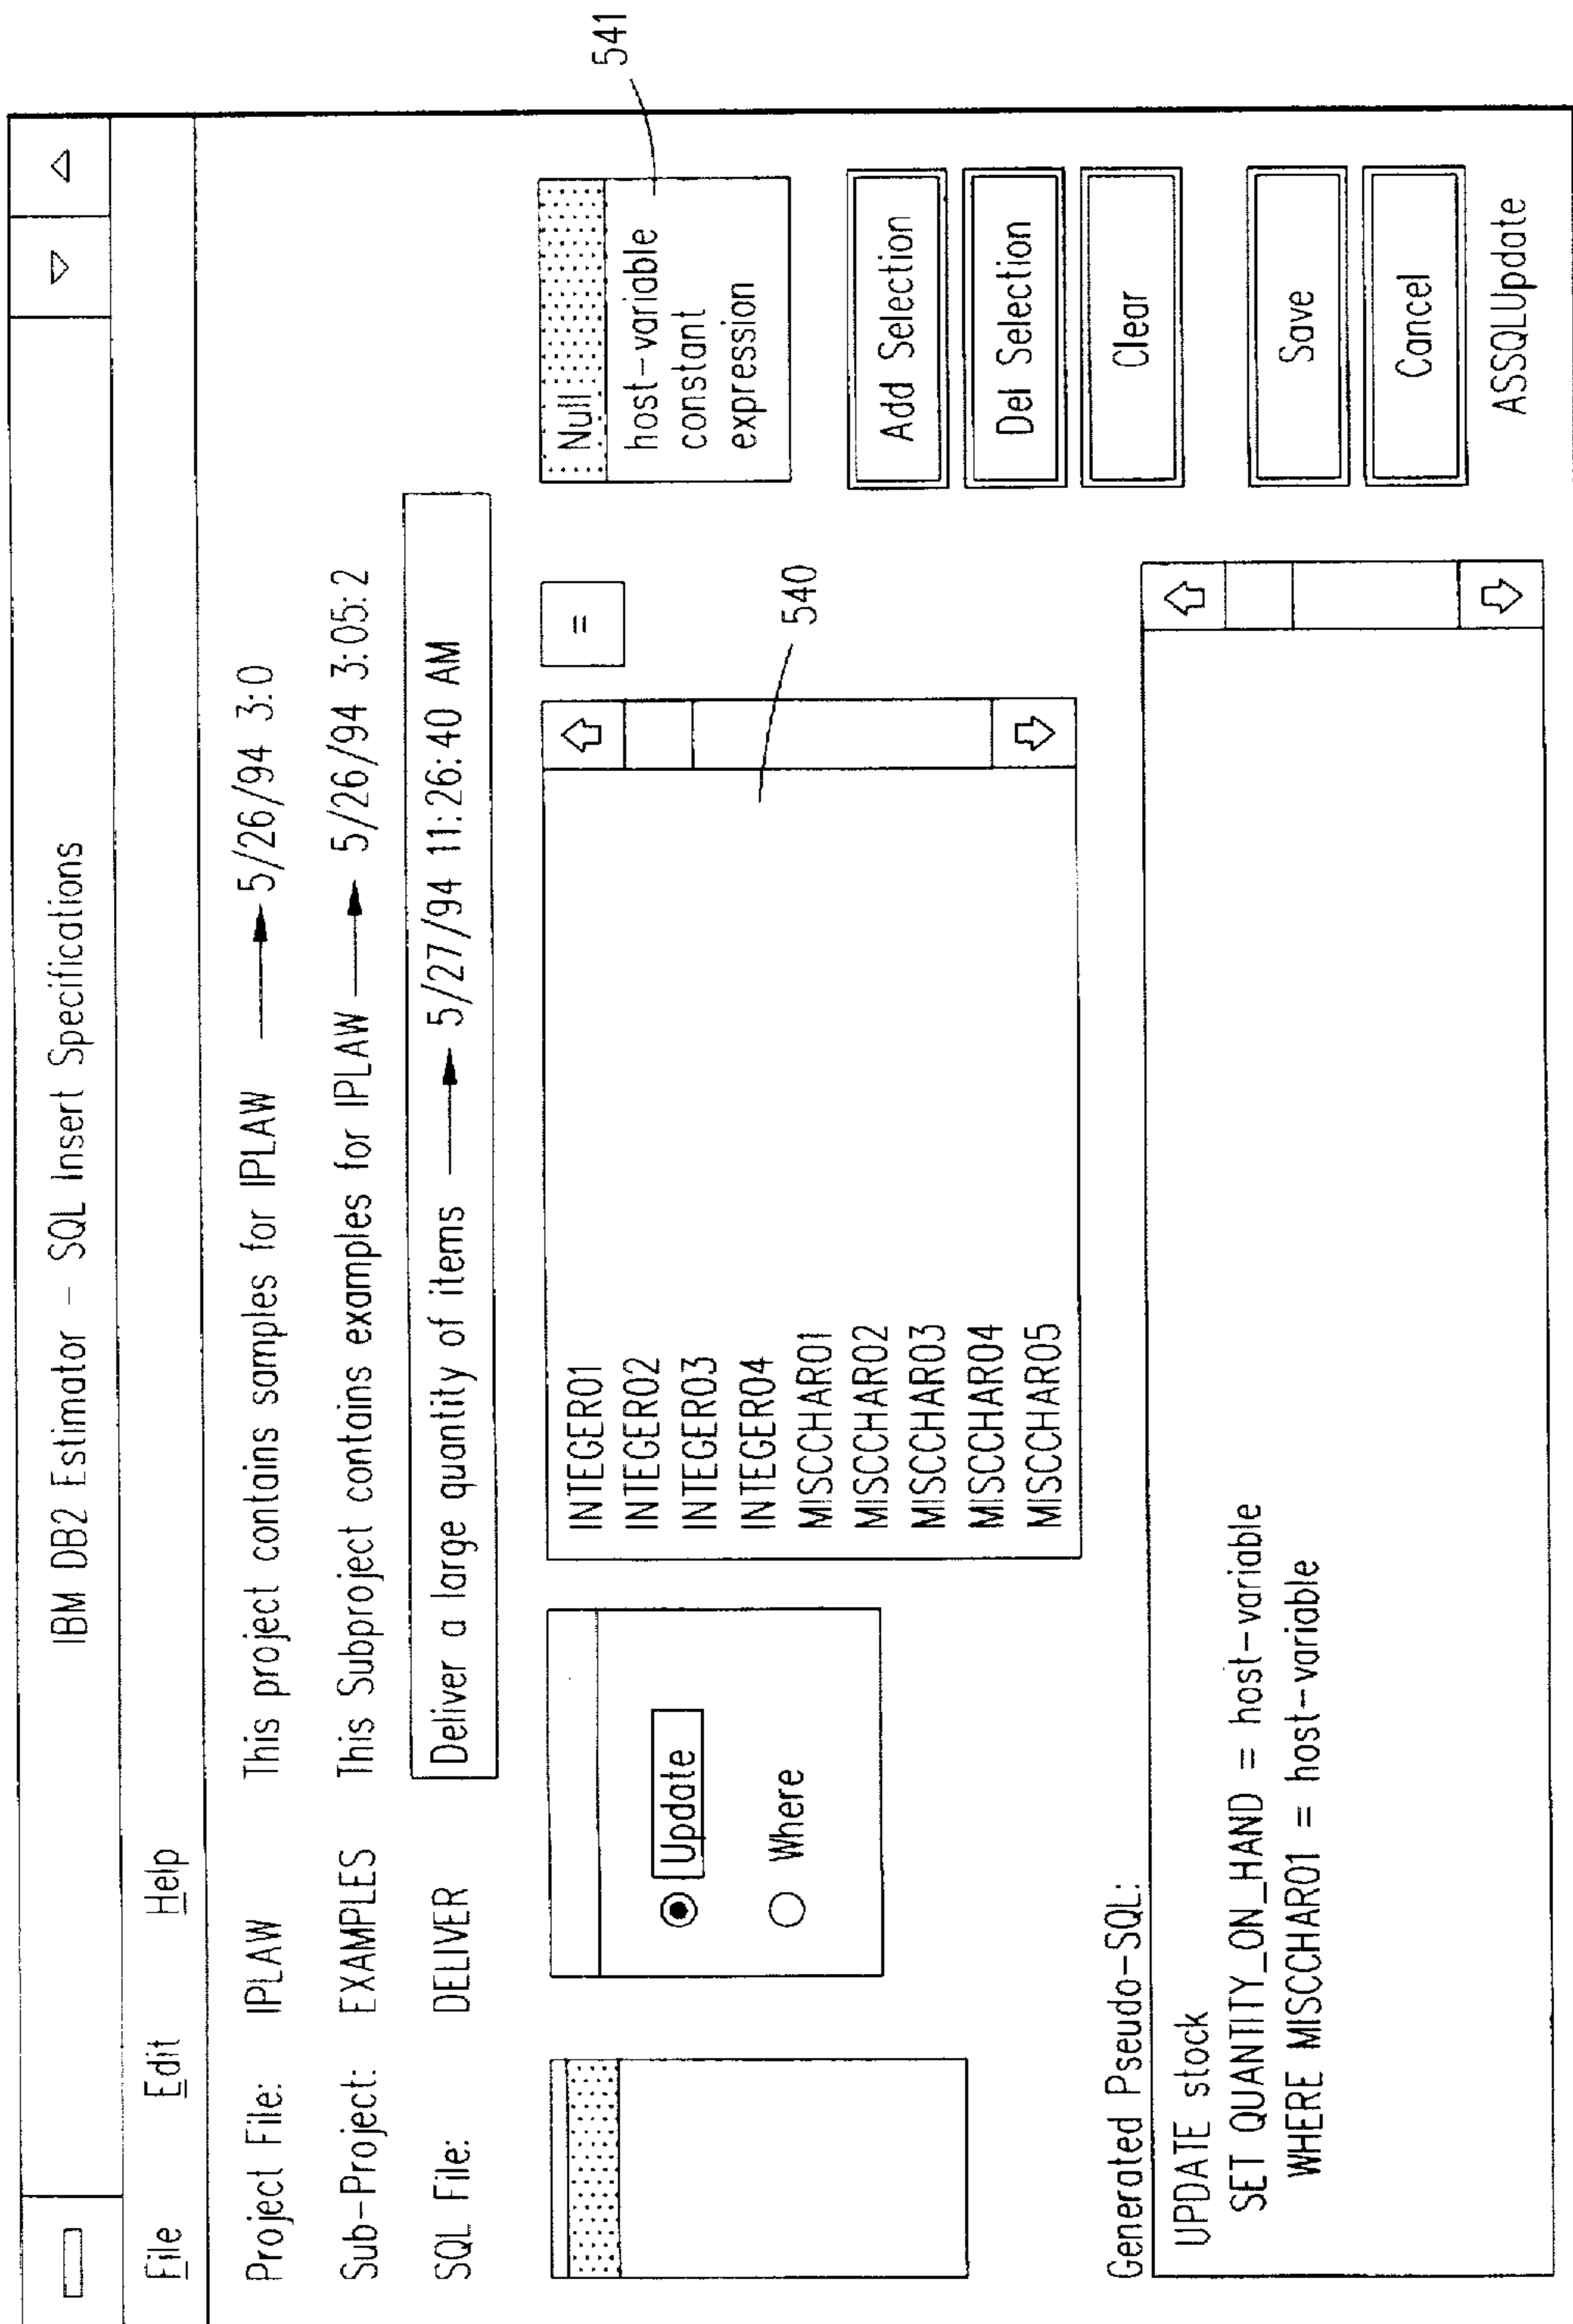 IBM DB2 Estimator – SQL Insert Specifications
File Edit Help
Project File: IPLAW This project contains samples for IPLAW 5/26/94 3:0
Sub-Project: EXAMPLES This Subproject contains examples for IPLAW 5/26/94 3:05:2
SQL File: DELIVER Deliver a large quantity of items 5/27/94 11:26:40 AM
Update
Where
INTEGER01
INTEGER02
INTEGER03
INTEGER04
MISCCHAR01
MISCCHAR02
MISCCHAR03
MISCCHAR04
MISCCHAR05
540
=
Null
host-variable
constant
expression
541
Add Selection
Del Selection
Clear
Save
Cancel
ASSQLUpdate
Generated Pseudo-SQL:
UPDATE stock
SET QUANTITY_ON_HAND = host-variable
WHERE MISCCHAR01 = host-variable